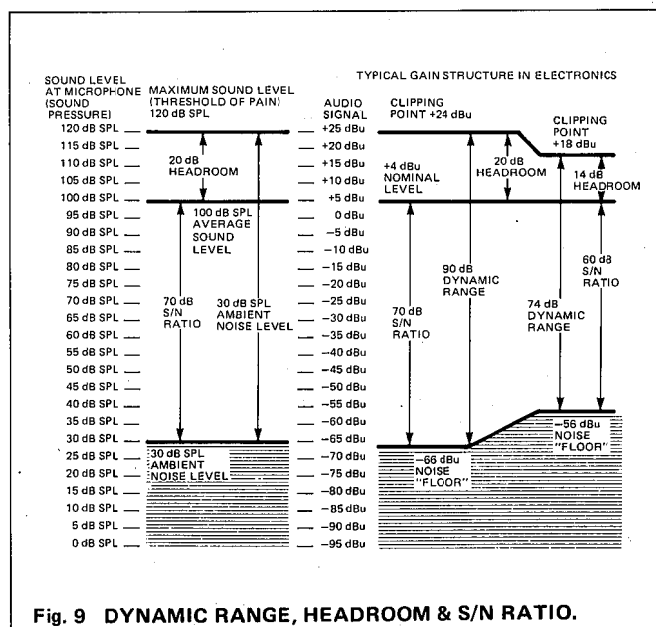 SOUND LEVEL
AT MICROPHONE
(SOUND
PRESSURE)
MAXIMUM SOUND LEVEL
(THRESHOLD OF PAIN)
120 dB SPL
AUDIO
SIGNAL
TYPICAL GAIN STRUCTURE IN ELECTRONICS
CLIPPING
POINT +24 dBu
CLIPPING
POINT
+18 dBu
120 dB SPL
115 dB SPL
110 dB SPL
105 dB SPL
100 dB SPL
95 dB SPL
90 dB SPL
85 dB SPL
80 dB SPL
75 dB SPL
70 dB SPL
65 dB SPL
60 dB SPL
55 dB SPL
50 dB SPL
45 dB SPL
40 dB SPL
35 dB SPL
30 dB SPL
25 dB SPL
20 dB SPL
15 dB SPL
10 dB SPL
5 dB SPL
0 dB SPL
20 dB
HEADROOM
100 dB SPL
AVERAGE
SOUND
LEVEL
70 dB
S/N
RATIO
30 dB SPL
AMBIENT
NOISE LEVEL
30 dB SPL
AMBIENT
NOISE LEVEL
+25 dBu
+20 dBu
+15 dBu
+10 dBu
+5 dBu
0 dBu
−5 dBu
−10 dBu
−15 dBu
−20 dBu
−25 dBu
−30 dBu
−35 dBu
−40 dBu
−45 dBu
−50 dBu
−55 dBu
−60 dBu
−65 dBu
−70 dBu
−75 dBu
−80 dBu
−85 dBu
−90 dBu
−95 dBu
+4 dBu
NOMINAL
LEVEL
20 dB
HEADROOM
14 dB
HEADROOM
90 dB
DYNAMIC
RANGE
70 dB
S/N
RATIO
74 dB
DYNAMIC
RANGE
60 dB
S/N
RATIO
−66 dBu
NOISE
"FLOOR"
−56 dBu
NOISE
"FLOOR"
Fig. 9 DYNAMIC RANGE, HEADROOM & S/N RATIO.